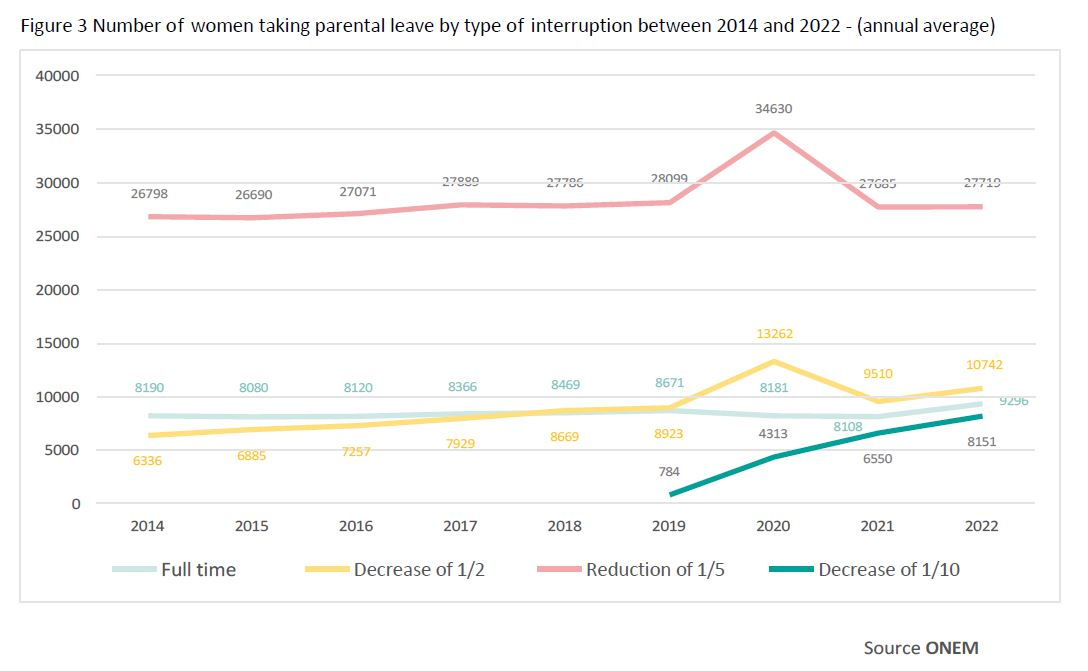 Figure 3 Number of women taking parental leave by type of interruption between 2014 and 2022 - (annual average)
40000
35000
30000
25000
20000
15000
10000
5000
0
34630
26798 26690 27071 27889 27786 28099 27685 27719
13262
9510 10742
8190 8080 8120 8366 8469 8671 8181 8108 9296
6336 6885 7257 7929 8669 8923
784 4313 6550 8151
2014 2015 2016 2017 2018 2019 2020 2021 2022
Full time Decrease of 1/2 Reduction of 1/5 Decrease of 1/10
Source ONEM